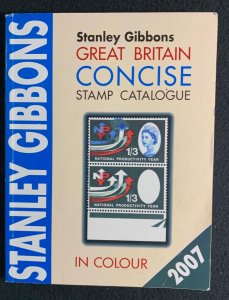 STANLEY GIBBONS
Stanley Gibbons
GREAT BRITAIN
CONCISE
STAMP CATALOGUE
1/3
NATIONAL PRODUCTIVITY YEAR
1/3
NATIONAL PRODUCTIVITY YEAR
IN COLOUR
2007